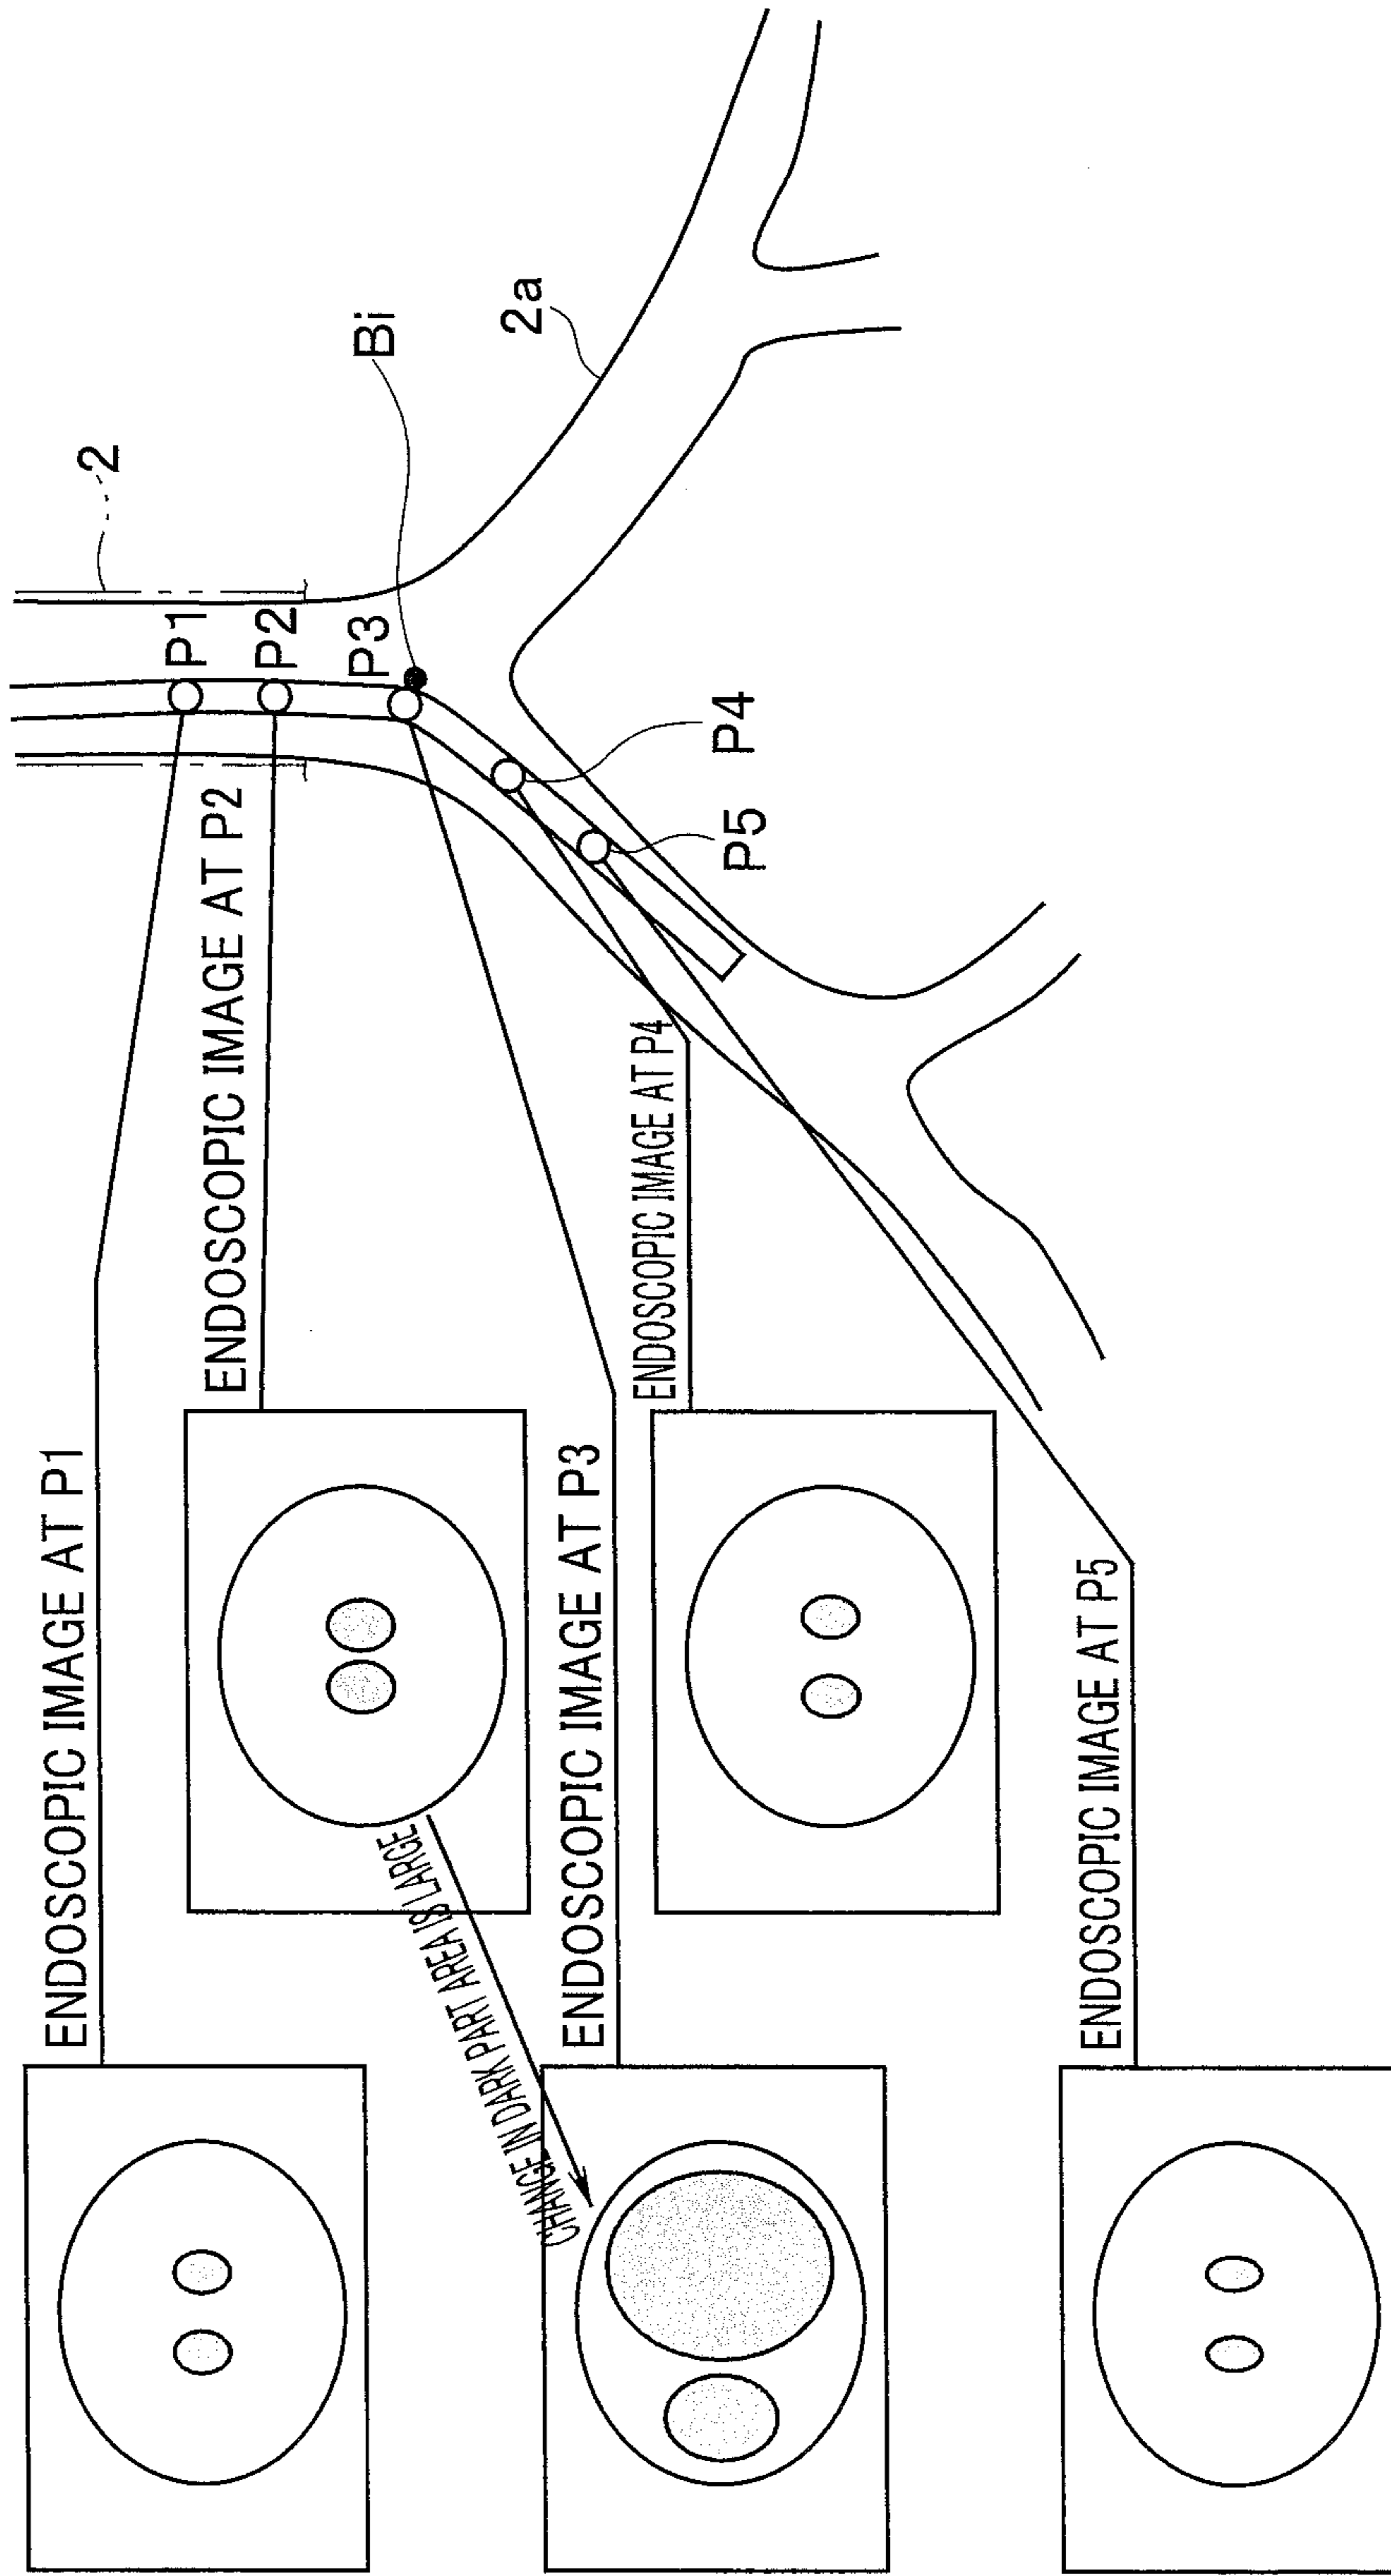 ENDOSCOPIC IMAGE AT P1
ENDOSCOPIC IMAGE AT P2
CHANGE IN DARK PART AREA IS LARGE
ENDOSCOPIC IMAGE AT P3
ENDOSCOPIC IMAGE AT P4
ENDOSCOPIC IMAGE AT P5
2
P1
P2
P3
Bi
2a
P4
P5